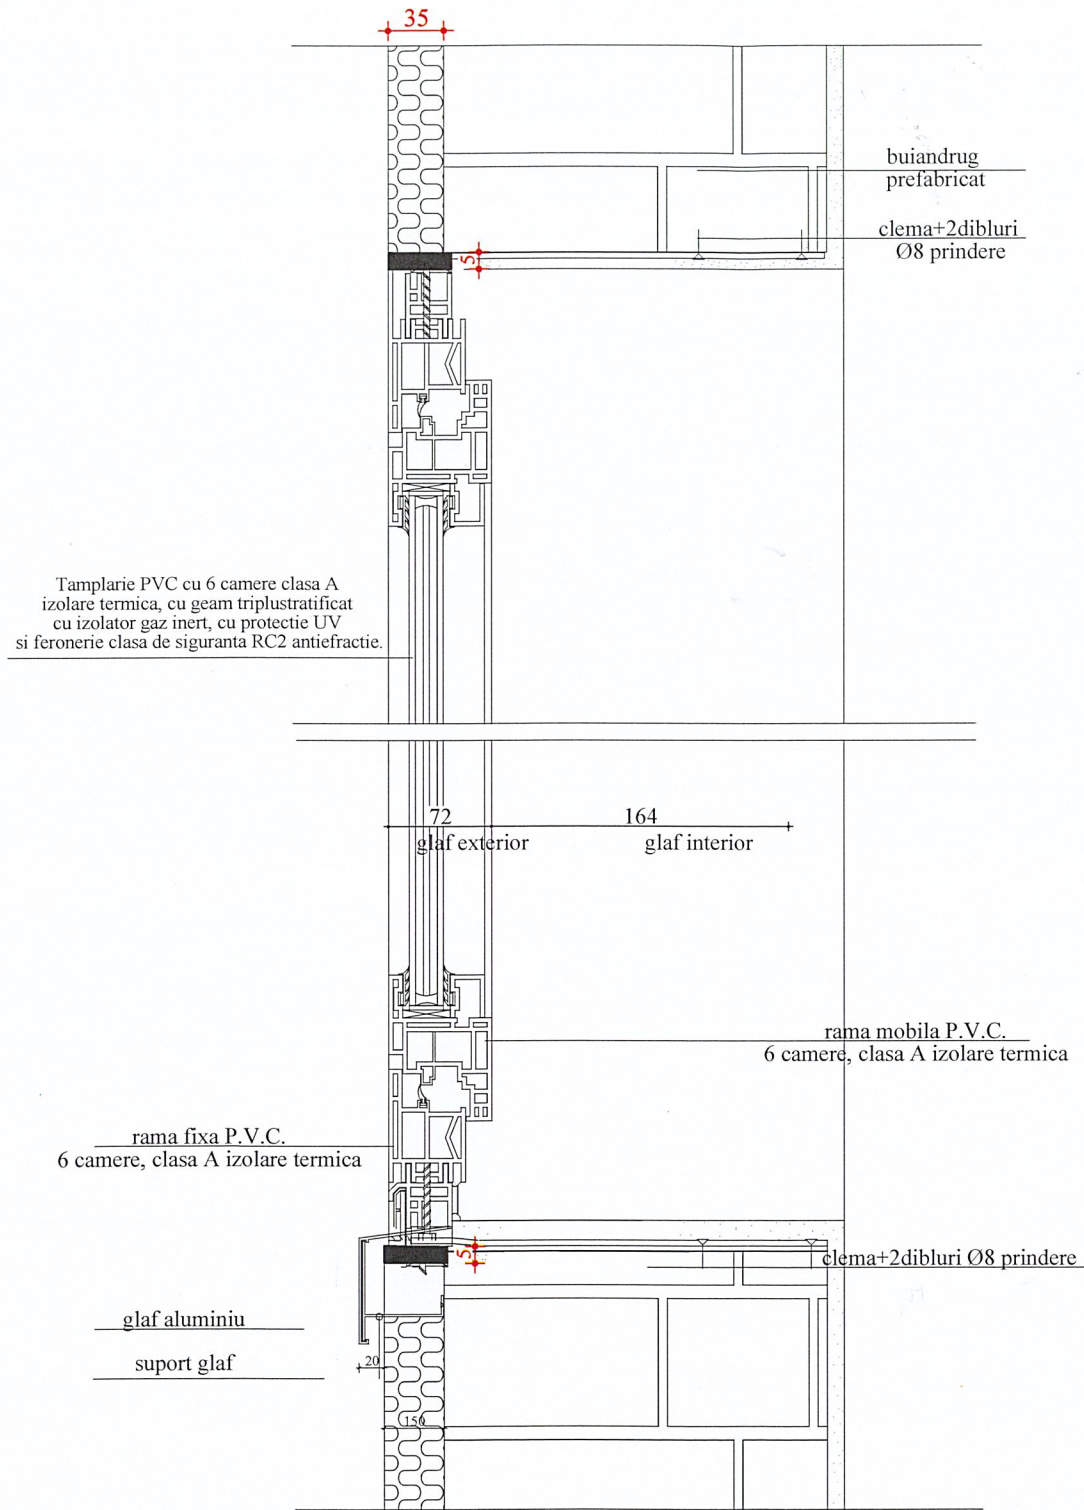 35
buiandrug
prefabricat
clema+2dibluri
Ø8 prindere
5
Tamplarie PVC cu 6 camere clasa A
izolare termica, cu geam triplustratificat
cu izolator gaz inert, cu protectie UV
si feronerie clasa de siguranta RC2 antiefractie.
72
164
glaf exterior
glaf interior
rama mobila P.V.C.
6 camere, clasa A izolare termica
rama fixa P.V.C.
6 camere, clasa A izolare termica
5
clema+2dibluri Ø8 prindere
glaf aluminiu
suport glaf
20
150